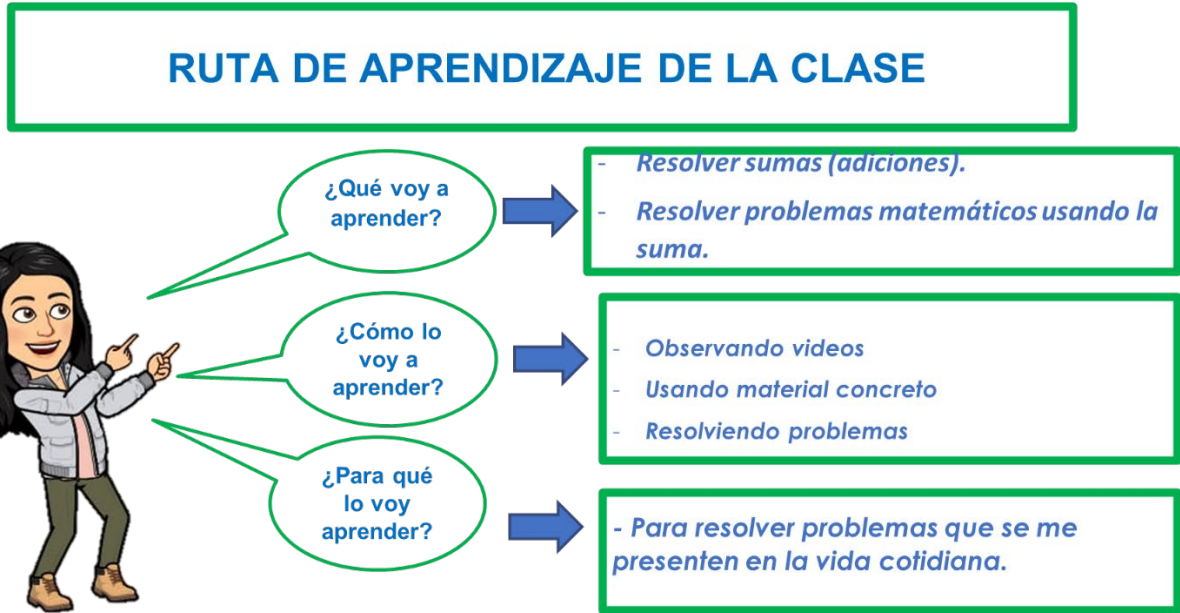 RUTA DE APRENDIZAJE DE LA CLASE
¿Qué voy a
aprender?
- Resolver sumas (adiciones).
- Resolver problemas matemáticos usando la
suma.
¿Cómo lo
voy a
aprender?
- Observando videos
- Usando material concreto
- Resolviendo problemas
¿Para qué
lo voy
aprender?
- Para resolver problemas que se me
presenten en la vida cotidiana.